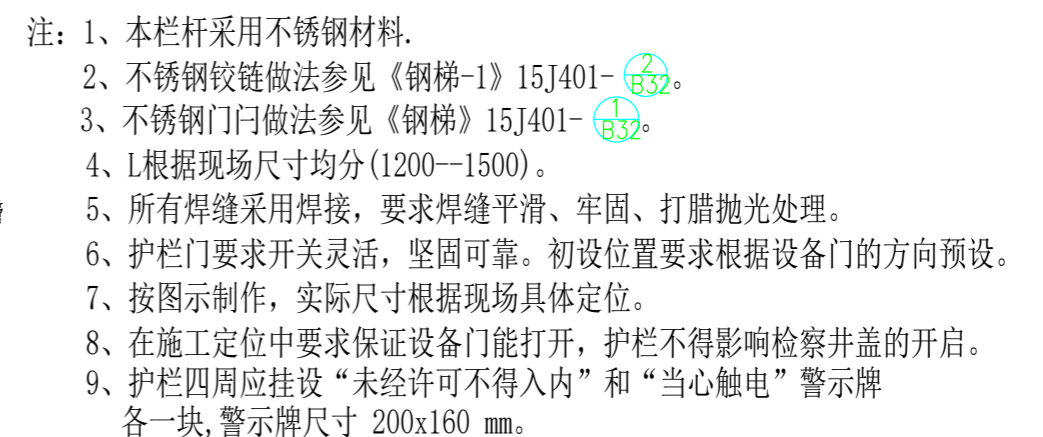 注：1、本栏杆采用不锈钢材料.
2、不锈钢铰链做法参见《钢梯-1》15J401- 2/B32。
3、不锈钢门闩做法参见《钢梯》15J401- 1/B32。
4、L根据现场尺寸均分(1200--1500)。
5、所有焊缝采用焊接，要求焊缝平滑、牢固、打腊抛光处理。
6、护栏门要求开关灵活，坚固可靠。初设位置要求根据设备门的方向预设。
7、按图示制作，实际尺寸根据现场具体定位。
8、在施工定位中要求保证设备门能打开，护栏不得影响检察井盖的开启。
9、护栏四周应挂设“未经许可不得入内”和“当心触电”警示牌
各一块,警示牌尺寸 200x160 mm。